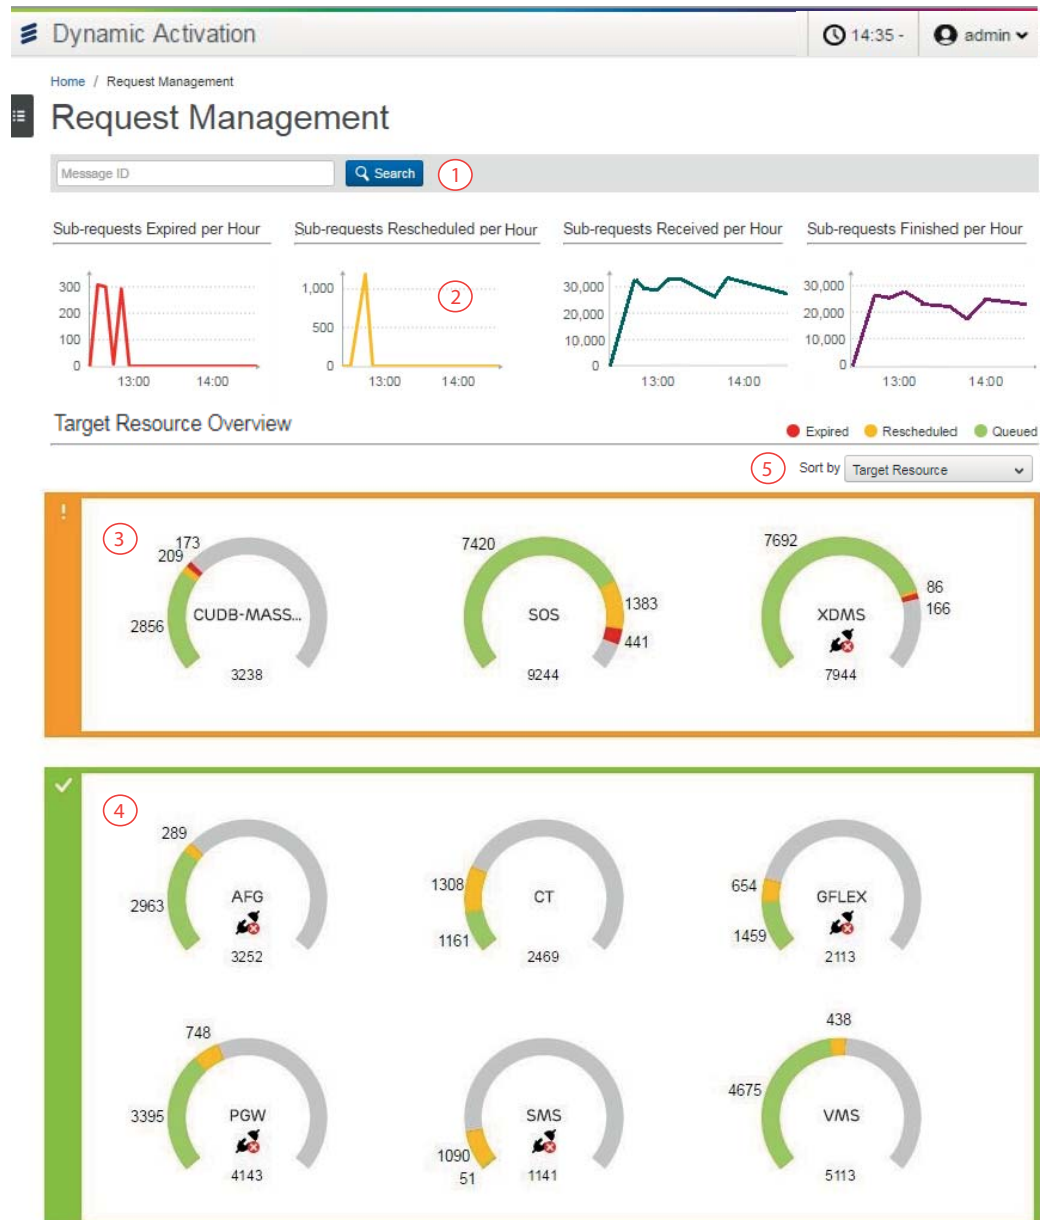 Dynamic Activation
14:35 -
admin
Home / Request Management
Request Management
Message ID
Search
1
Sub-requests Expired per Hour
Sub-requests Rescheduled per Hour
Sub-requests Received per Hour
Sub-requests Finished per Hour
300
200
100
0
13:00 14:00
1,000
500
0
13:00 14:00
2
30,000
20,000
10,000
0
13:00 14:00
30,000
20,000
10,000
0
13:00 14:00
Target Resource Overview
Expired Rescheduled Queued
5
Sort by Target Resource
!
3
173
209
2856
CUDB-MASS...
3238
7420
1383
441
SOS
9244
7692
86
166
XDMS
7944
4
289
2963
AFG
3252
1308
1161
CT
2469
654
1459
GFLEX
2113
748
3395
PGW
4143
1090
51
SMS
1141
438
4675
VMS
5113